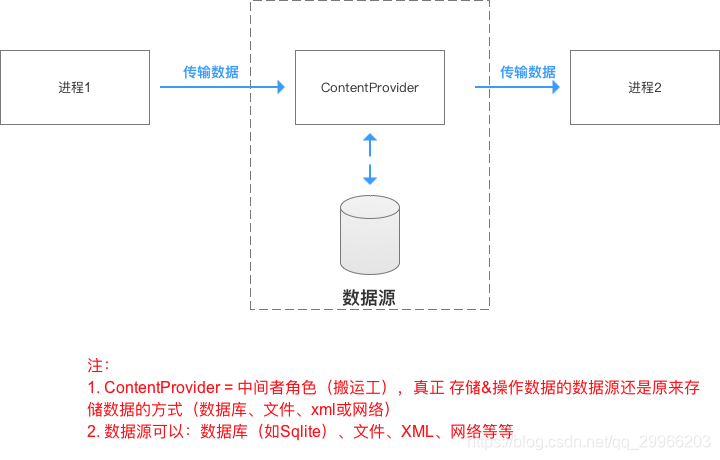 传输数据
传输数据
进程1
ContentProvider
进程2
数据源
注：
1. ContentProvider = 中间者角色（搬运工），真正 存储&操作数据的数据源还是原来存
储数据的方式（数据库、文件、xml或网络）
2. 数据源可以：数据库（如Sqlite）、文件、XML、网络等等
https://blog.csdn.net/qq_29966203